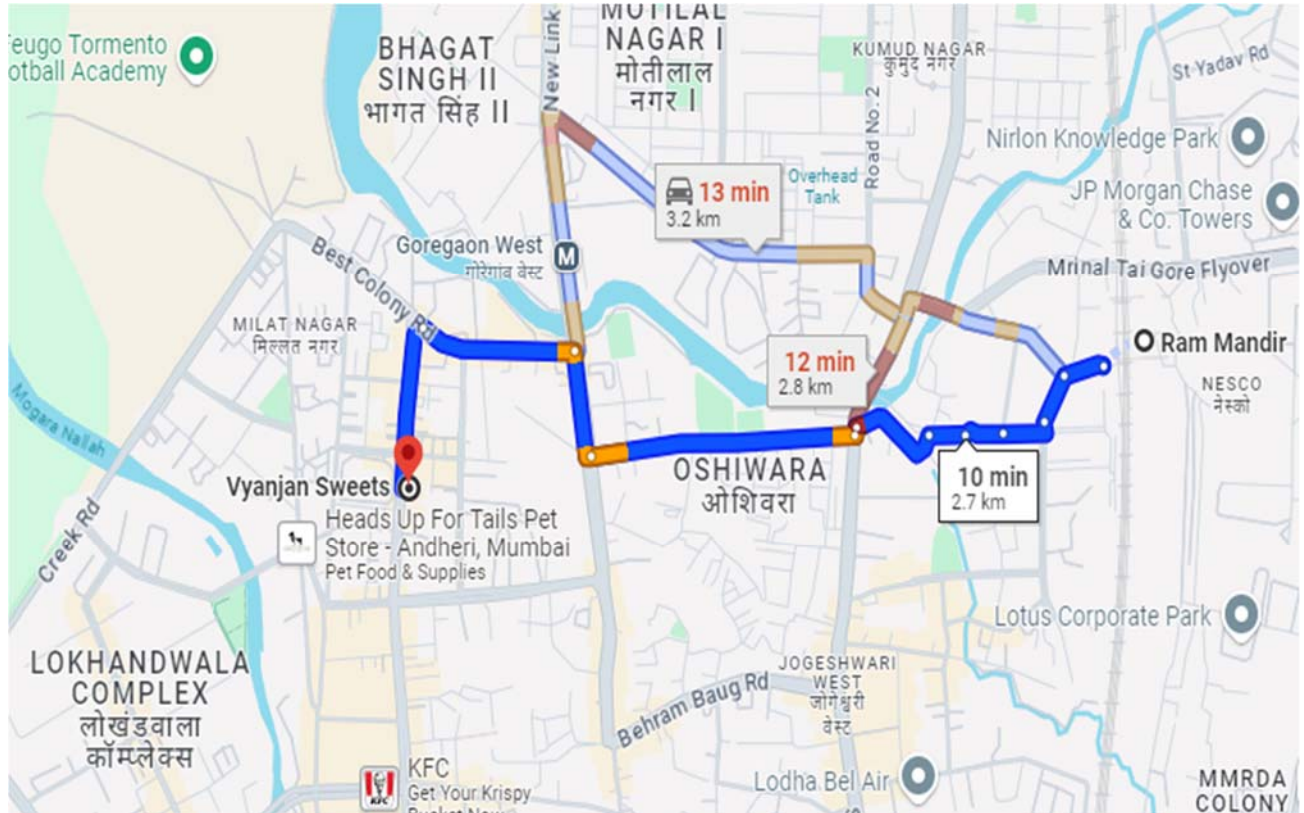 MOTILAL
NAGAR I
मोतीलाल
नगर I
Feugo Tormento
ootball Academy
BHAGAT
SINGH II
भागत सिंह II
New Link
KUMUD NAGAR
कुमुद नगर
St Yadav Rd
Road No. 2
Nirlon Knowledge Park
13 min
3.2 km
Overhead
Tank
JP Morgan Chase
& Co. Towers
Best Colony Rd
Goregaon West
गोरेगांव वेस्ट
M
Mrinal Tai Gore Flyover
MILAT NAGAR
मिल्लत नगर
12 min
2.8 km
Ram Mandir
NESCO
नेस्को
Mogara Nallah
OSHIWARA
ओशिवरा
10 min
2.7 km
Vyanjan Sweets
Heads Up For Tails Pet
Store - Andheri, Mumbai
Pet Food & Supplies
Creek Rd
Lotus Corporate Park
LOKHANDWALA
COMPLEX
लोखंडवाला
कॉम्प्लेक्स
JOGESHWARI
WEST
जोगेश्वरी
वेस्ट
Behram Baug Rd
KFC
KFC
Get Your Krispy
Bucket Now
Lodha Bel Air
MMRDA
COLONY